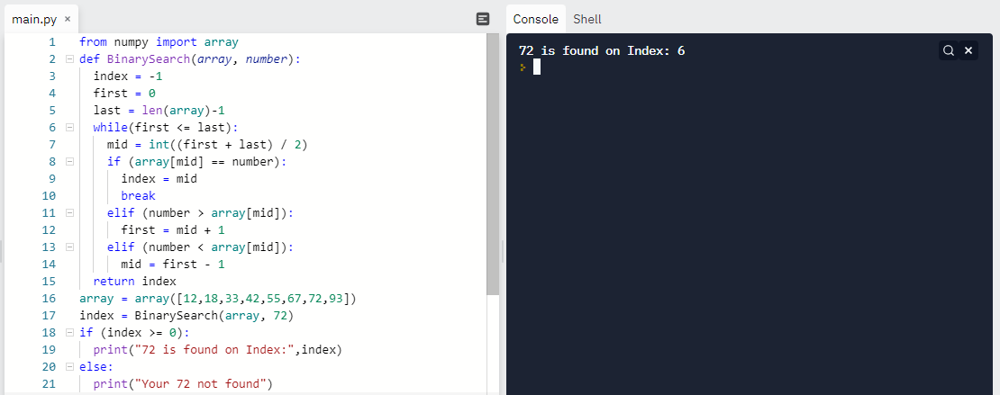 main.py ×
1 from numpy import array
2 def BinarySearch(array, number):
3   index = -1
4   first = 0
5   last = len(array)-1
6   while(first <= last):
7     mid = int((first + last) / 2)
8     if (array[mid] == number):
9       index = mid
10       break
11     elif (number > array[mid]):
12       first = mid + 1
13     elif (number < array[mid]):
14       mid = first - 1
15   return index
16 array = array([12,18,33,42,55,67,72,93])
17 index = BinarySearch(array, 72)
18 if (index >= 0):
19   print("72 is found on Index:",index)
20 else:
21   print("Your 72 not found")
Console Shell
72 is found on Index: 6